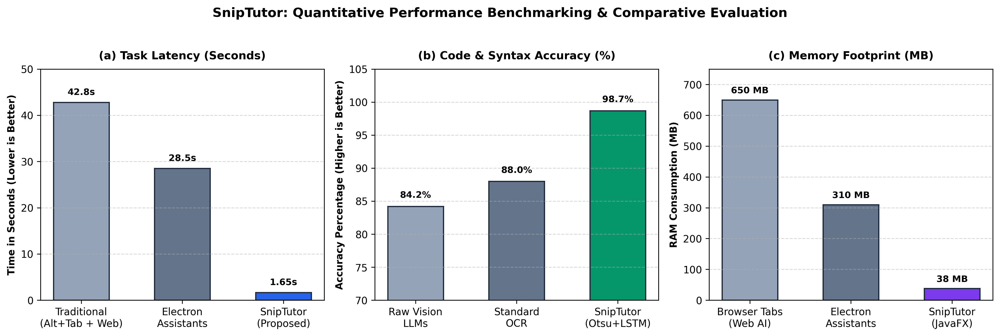 SnipTutor: Quantitative Performance Benchmarking & Comparative Evaluation
(a) Task Latency (Seconds)
Time in Seconds (Lower is Better)
50
40
30
20
10
0
42.8s
28.5s
1.65s
Traditional
(Alt+Tab + Web)
Electron
Assistants
SnipTutor
(Proposed)
(b) Code & Syntax Accuracy (%)
Accuracy Percentage (Higher is Better)
105
100
95
90
85
80
75
70
84.2%
88.0%
98.7%
Raw Vision
LLMs
Standard
OCR
SnipTutor
(Otsu+LSTM)
(c) Memory Footprint (MB)
RAM Consumption (MB)
700
600
500
400
300
200
100
0
650 MB
310 MB
38 MB
Browser Tabs
(Web AI)
Electron
Assistants
SnipTutor
(JavaFX)